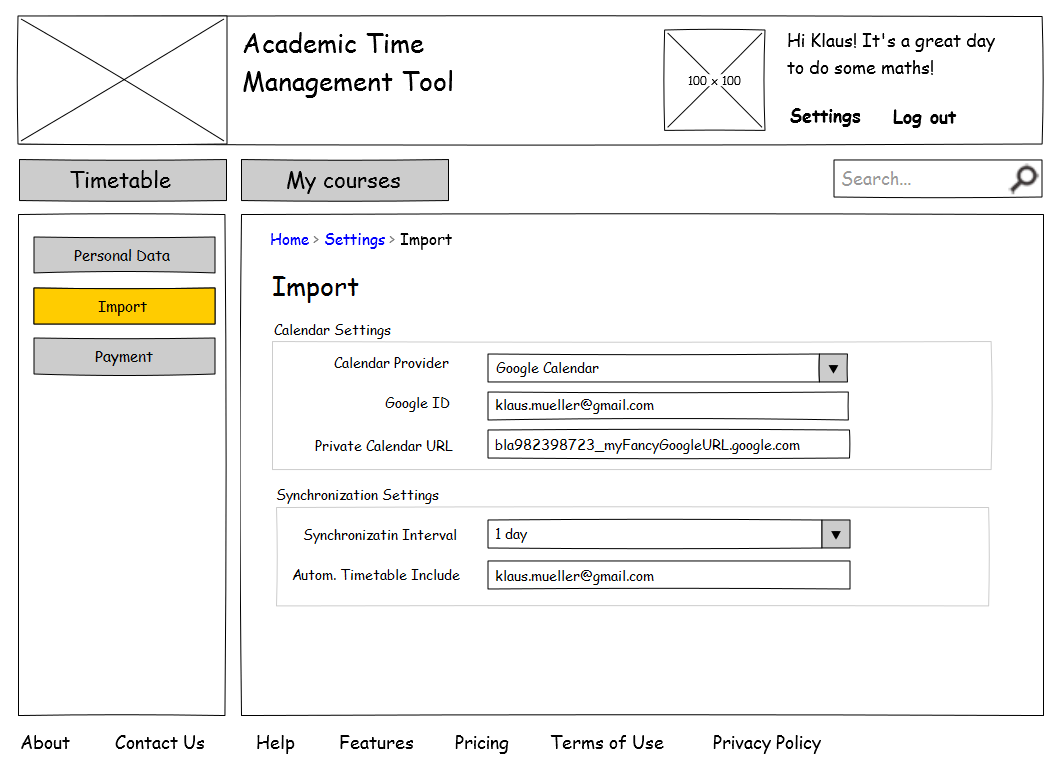 Academic Time
Management Tool
100 x 100
Hi Klaus! It's a great day
to do some maths!
Settings Log out
Timetable My courses Search...
Personal Data
Import
Payment
Home > Settings > Import
Import
Calendar Settings
Calendar Provider Google Calendar
Google ID klaus.mueller@gmail.com
Private Calendar URL bla982398723_myFancyGoogleURL.google.com
Synchronization Settings
Synchronizatin Interval 1 day
Autom. Timetable Include klaus.mueller@gmail.com
About Contact Us Help Features Pricing Terms of Use Privacy Policy